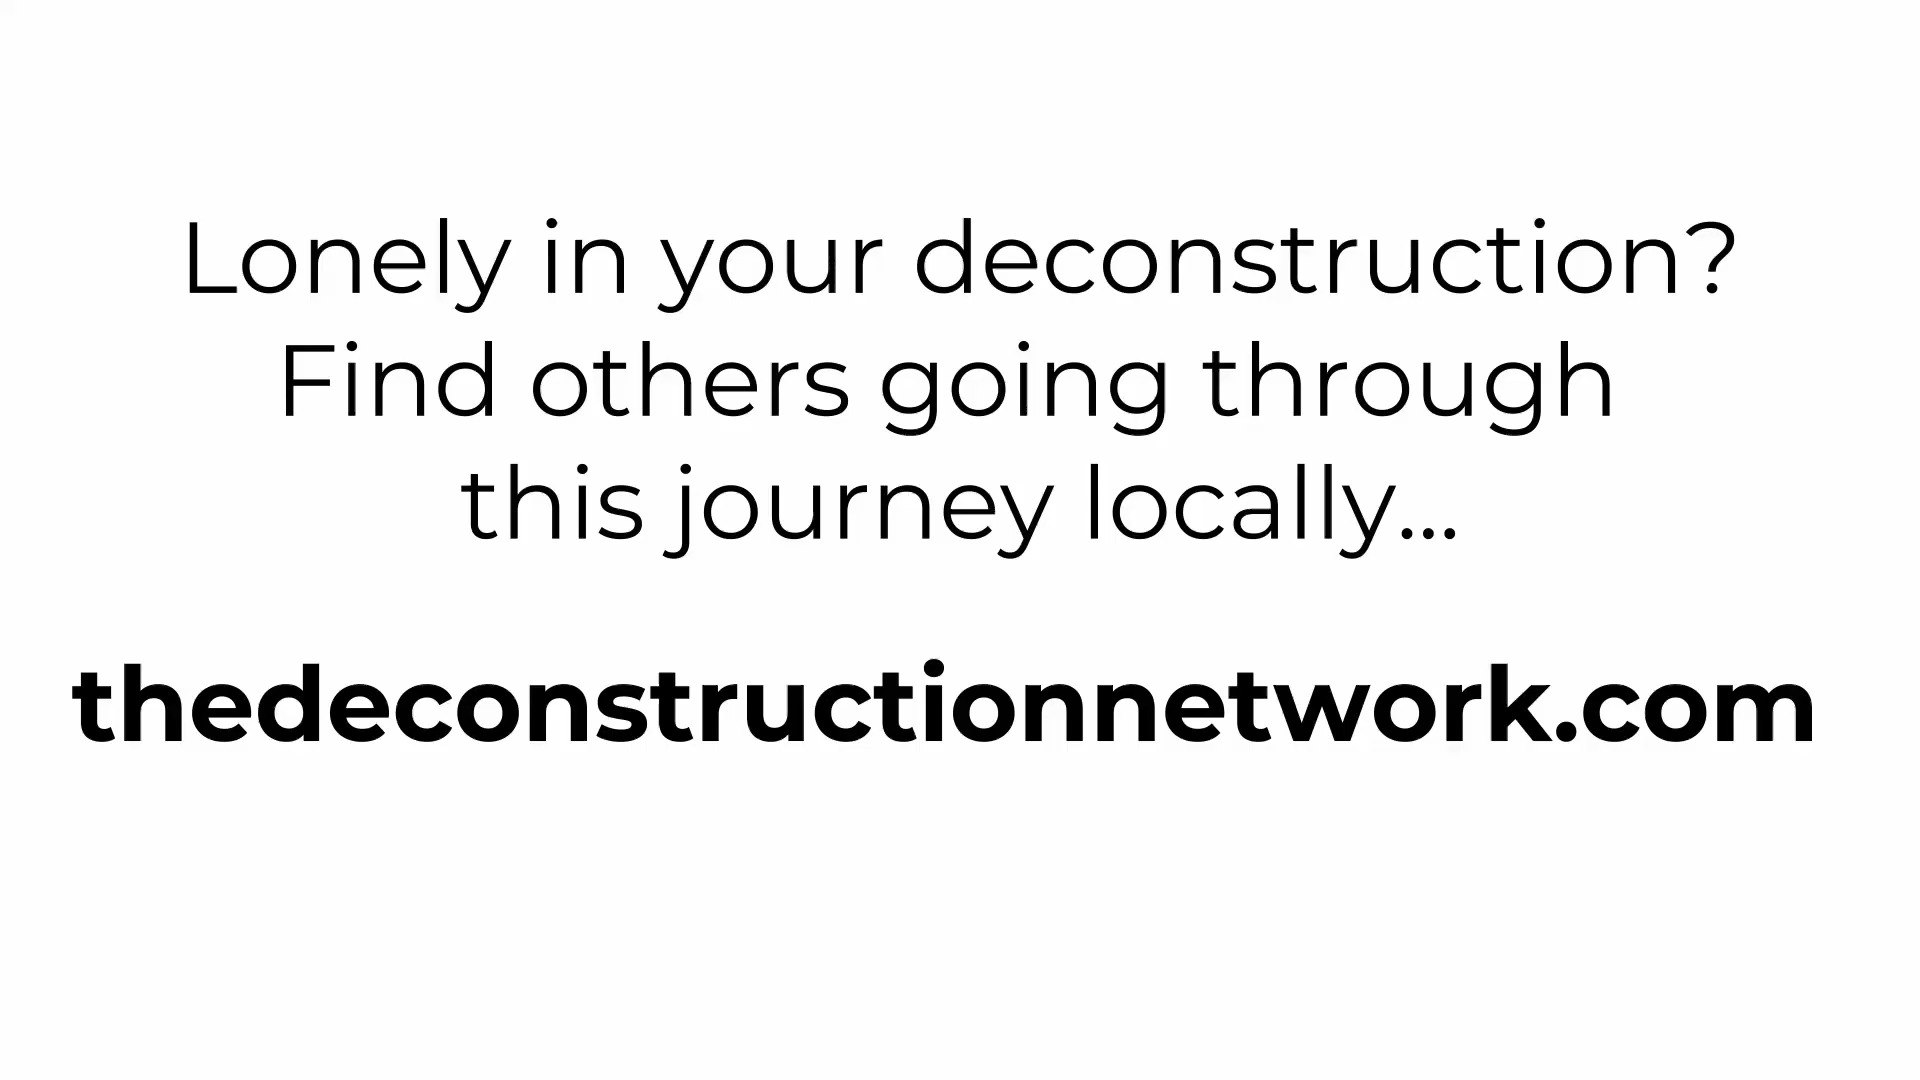 Lonely in your deconstruction?
Find others going through
this journey locally...
thedeconstructionnetwork.com